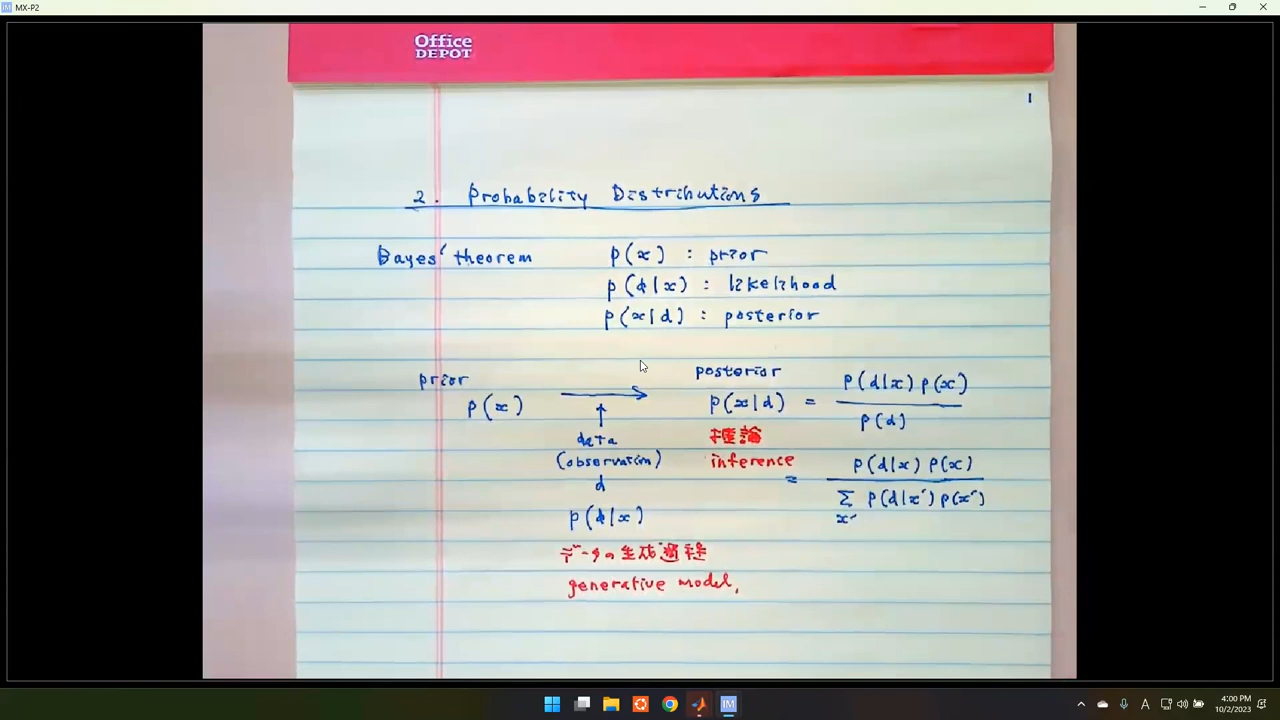 MX-P2
Office
DEPOT
1
2. Probability Distributions
Bayes' theorem p(x) : prior
p(d|x) : likelihood
p(x|d) : posterior
prior
posterior
p(x) → p(x|d) = p(d|x) p(x) / p(d)
↑
data
(observation)
d
推論
inference
= p(d|x) p(x) / Σx' p(d|x') p(x')
p(d|x)
データの生成過程
generative model,
A
4:00 PM
10/2/2023